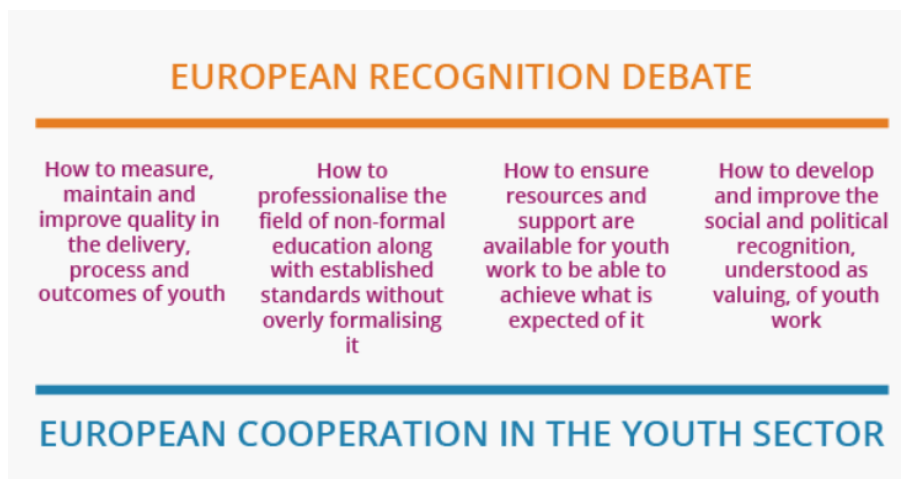 EUROPEAN RECOGNITION DEBATE
How to measure,
maintain and
improve quality in
the delivery,
process and
outcomes of youth
How to
professionalise the
field of non-formal
education along
with established
standards without
overly formalising
it
How to ensure
resources and
support are
available for youth
work to be able to
achieve what is
expected of it
How to develop
and improve the
social and political
recognition,
understood as
valuing, of youth
work
EUROPEAN COOPERATION IN THE YOUTH SECTOR